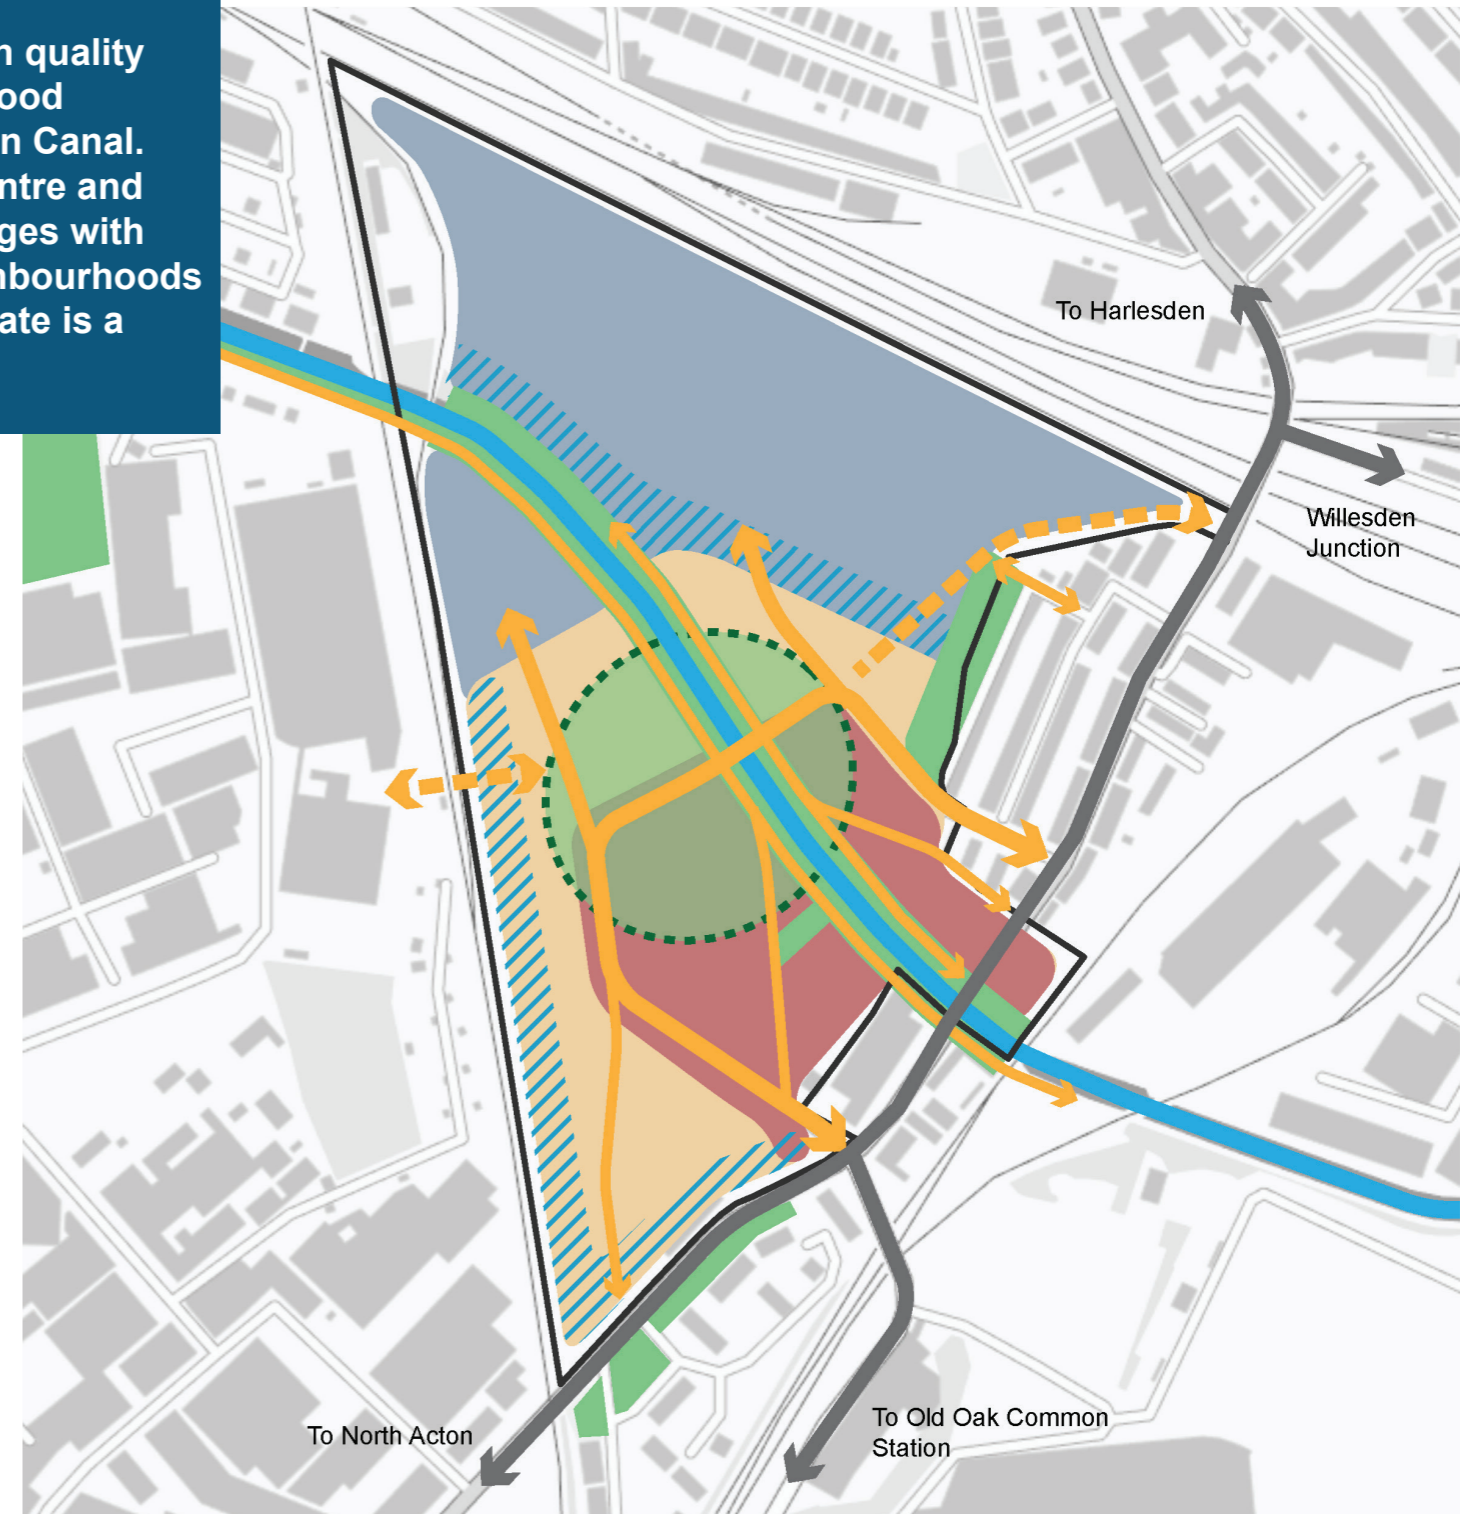 quality
ood
n Canal.
ntre and
ges with
nbourhoods
ate is a
To Harlesden
Willesden
Junction
To Old Oak Common
Station
To North Acton